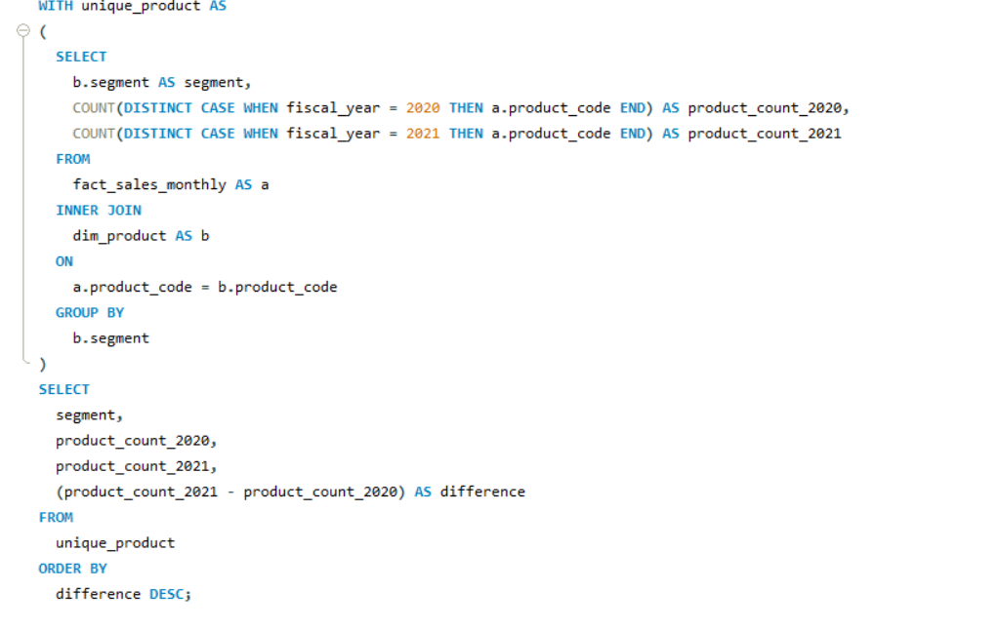 WITH unique_product AS
(
SELECT
b.segment AS segment,
COUNT(DISTINCT CASE WHEN fiscal_year = 2020 THEN a.product_code END) AS product_count_2020,
COUNT(DISTINCT CASE WHEN fiscal_year = 2021 THEN a.product_code END) AS product_count_2021
FROM
fact_sales_monthly AS a
INNER JOIN
dim_product AS b
ON
a.product_code = b.product_code
GROUP BY
b.segment
)
SELECT
segment,
product_count_2020,
product_count_2021,
(product_count_2021 - product_count_2020) AS difference
FROM
unique_product
ORDER BY
difference DESC;